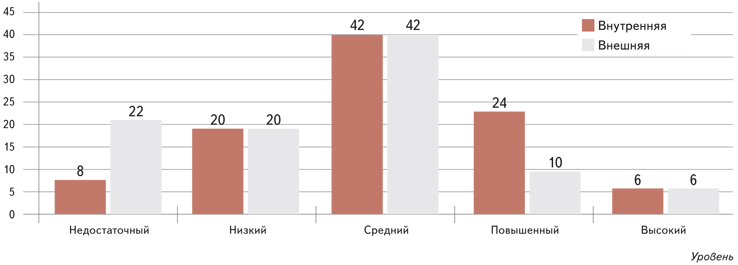 45
40
35
30
25
20
15
10
5
0
Внутренняя
Внешняя
8
22
20
20
42
42
24
10
6
6
Недостаточный
Низкий
Средний
Повышенный
Высокий
Уровень